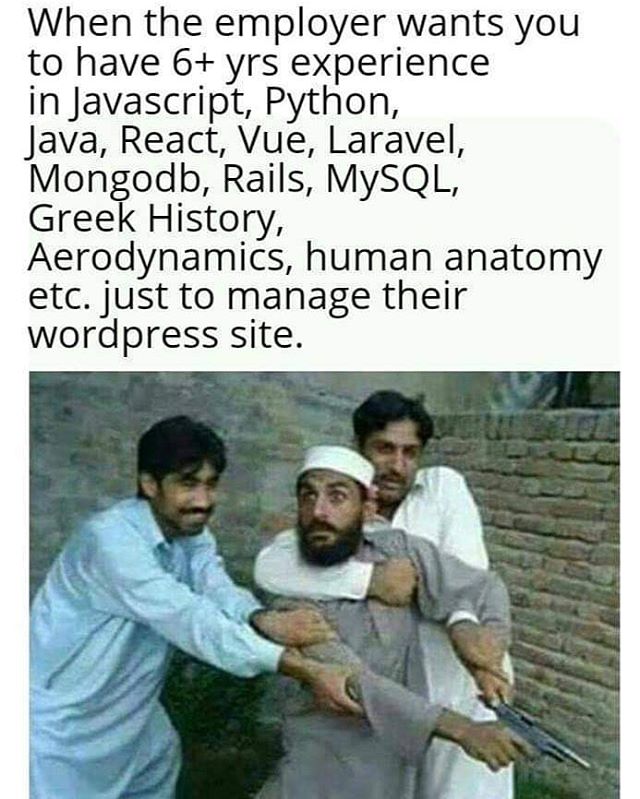 When the employer wants you
to have 6+ yrs experience
in Javascript, Python,
Java, React, Vue, Laravel,
Mongodb, Rails, MySQL,
Greek History,
Aerodynamics, human anatomy
etc. just to manage their
wordpress site.